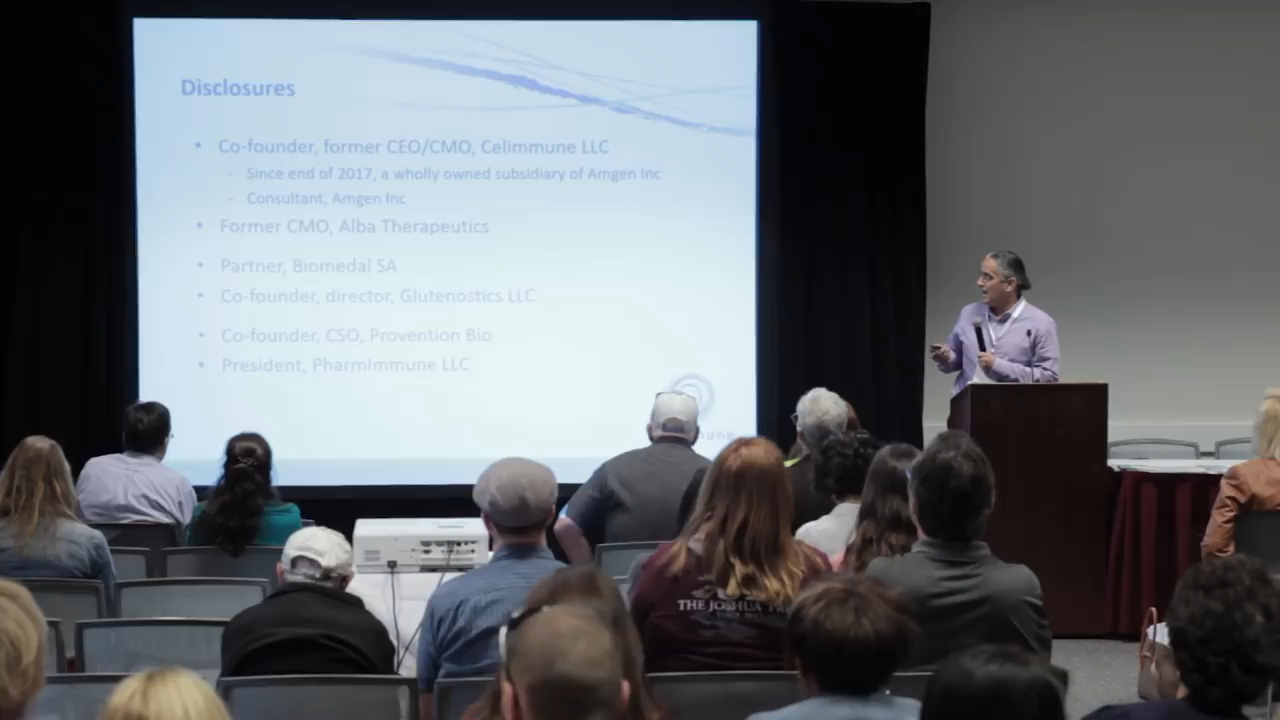 Disclosures
• Co-founder, former CEO/CMO, Celimmune LLC
- Since end of 2017, a wholly owned subsidiary of Amgen Inc
- Consultant, Amgen Inc
• Former CMO, Alba Therapeutics
• Partner, Biomedal SA
• Co-founder, director, Glutenostics LLC
• Co-founder, CSO, Provention Bio
• President, PharmImmune LLC
THE JOSHUA